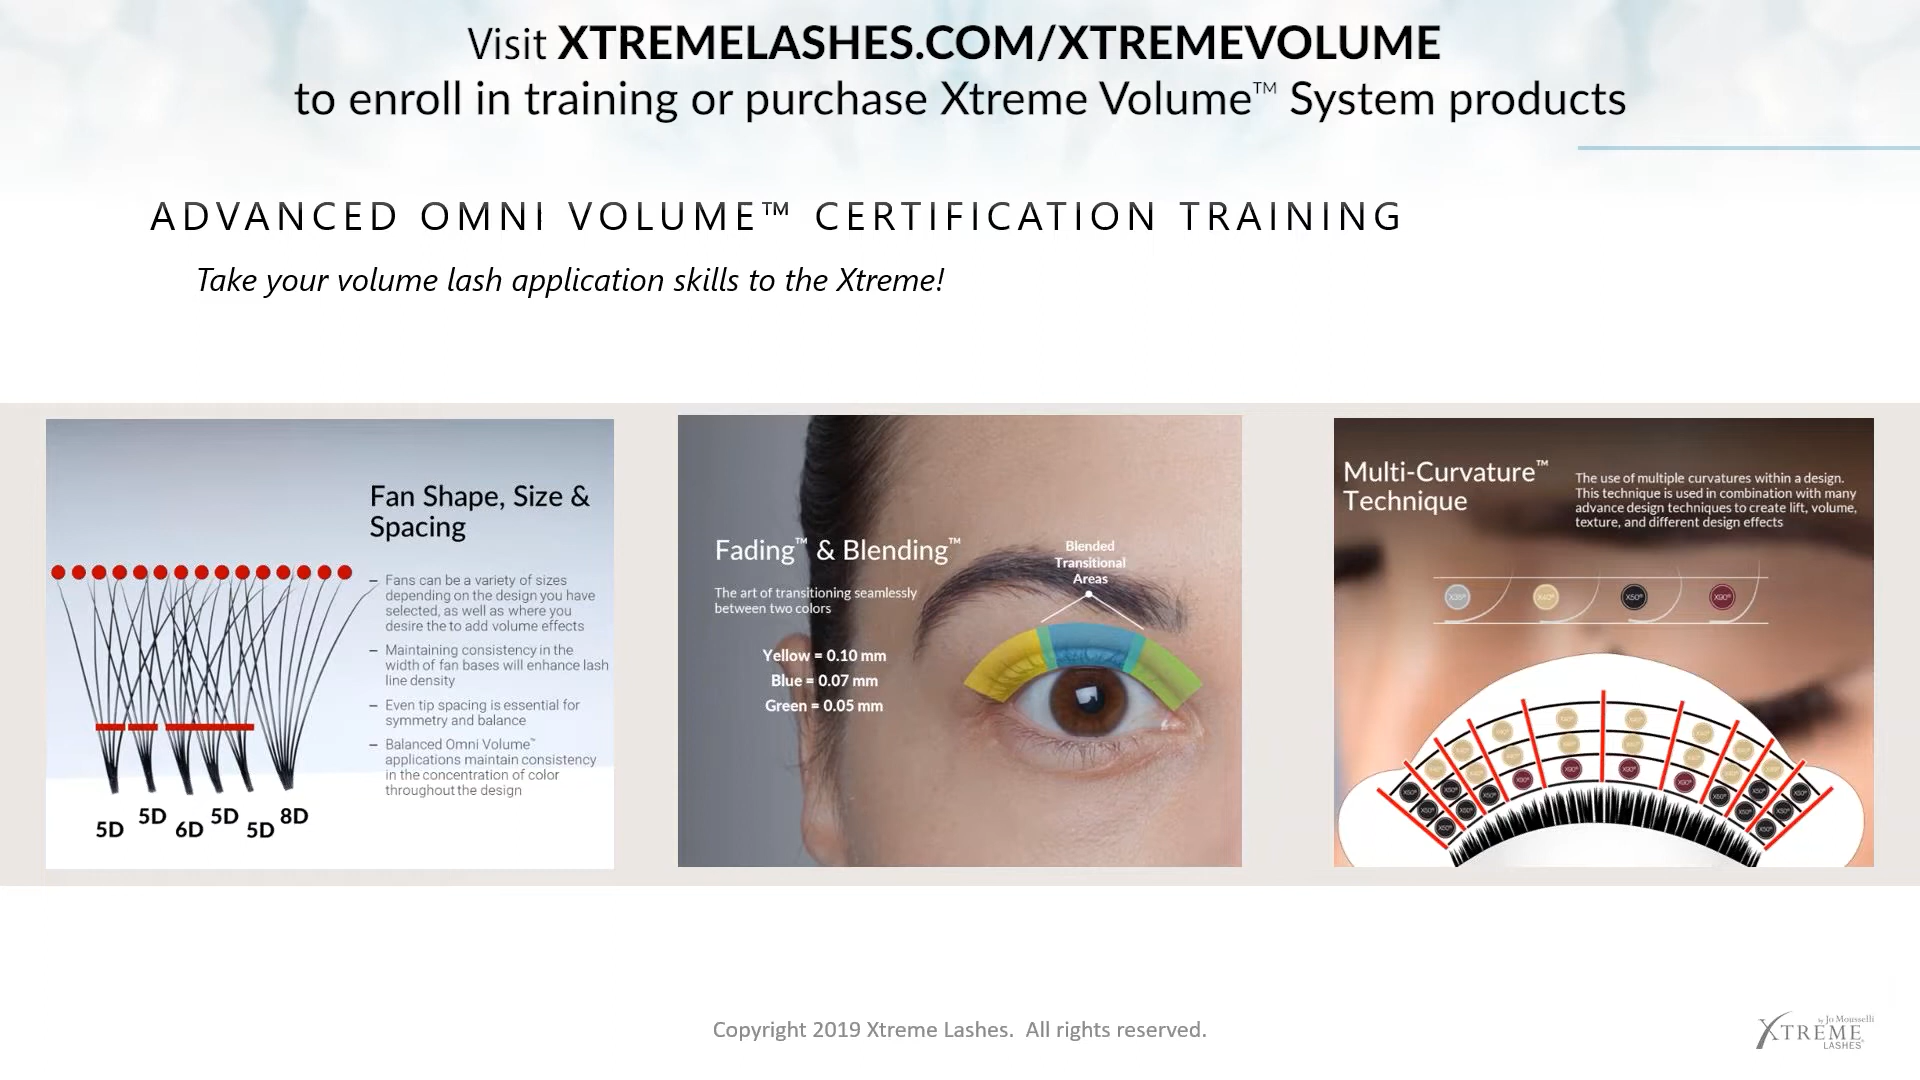 Visit XTREMELASHES.COM/XTREMEVOLUME
to enroll in training or purchase Xtreme Volume™ System products
ADVANCED OMNI VOLUME™ CERTIFICATION TRAINING
Take your volume lash application skills to the Xtreme!
Fan Shape, Size &
Spacing
– Fans can be a variety of sizes
depending on the design you have
selected, as well as where you
desire the to add volume effects
– Maintaining consistency in the
width of fan bases will enhance lash
line density
– Even tip spacing is essential for
symmetry and balance
– Balanced Omni Volume™
applications maintain consistency
in the concentration of color
throughout the design
5D 5D 6D 5D 5D 8D
Fading™ & Blending™
The art of transitioning seamlessly
between two colors
Yellow = 0.10 mm
Blue = 0.07 mm
Green = 0.05 mm
Blended
Transitional
Areas
Multi-Curvature™
Technique
The use of multiple curvatures within a design.
This technique is used in combination with many
advance design techniques to create lift, volume,
texture, and different design effects
X35° X40° X50° X90°
Copyright 2019 Xtreme Lashes. All rights reserved.
by Jo Mousselli
XTREME
LASHES®